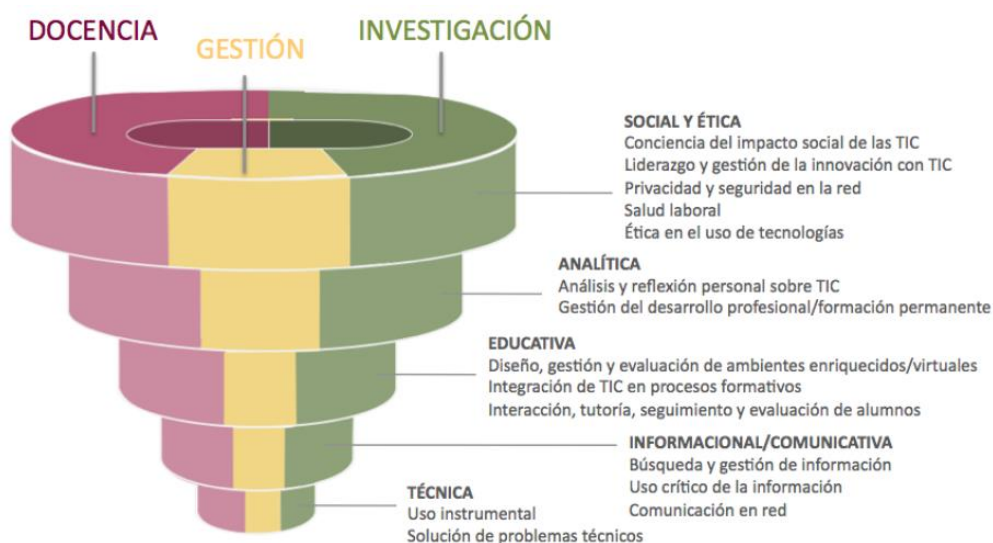 DOCENCIA
GESTIÓN
INVESTIGACIÓN
SOCIAL Y ÉTICA
Conciencia del impacto social de las TIC
Liderazgo y gestión de la innovación con TIC
Privacidad y seguridad en la red
Salud laboral
Ética en el uso de tecnologías
ANALÍTICA
Análisis y reflexión personal sobre TIC
Gestión del desarrollo profesional/formación permanente
EDUCATIVA
Diseño, gestión y evaluación de ambientes enriquecidos/virtuales
Integración de TIC en procesos formativos
Interacción, tutoría, seguimiento y evaluación de alumnos
INFORMACIONAL/COMUNICATIVA
Búsqueda y gestión de información
Uso crítico de la información
Comunicación en red
TÉCNICA
Uso instrumental
Solución de problemas técnicos